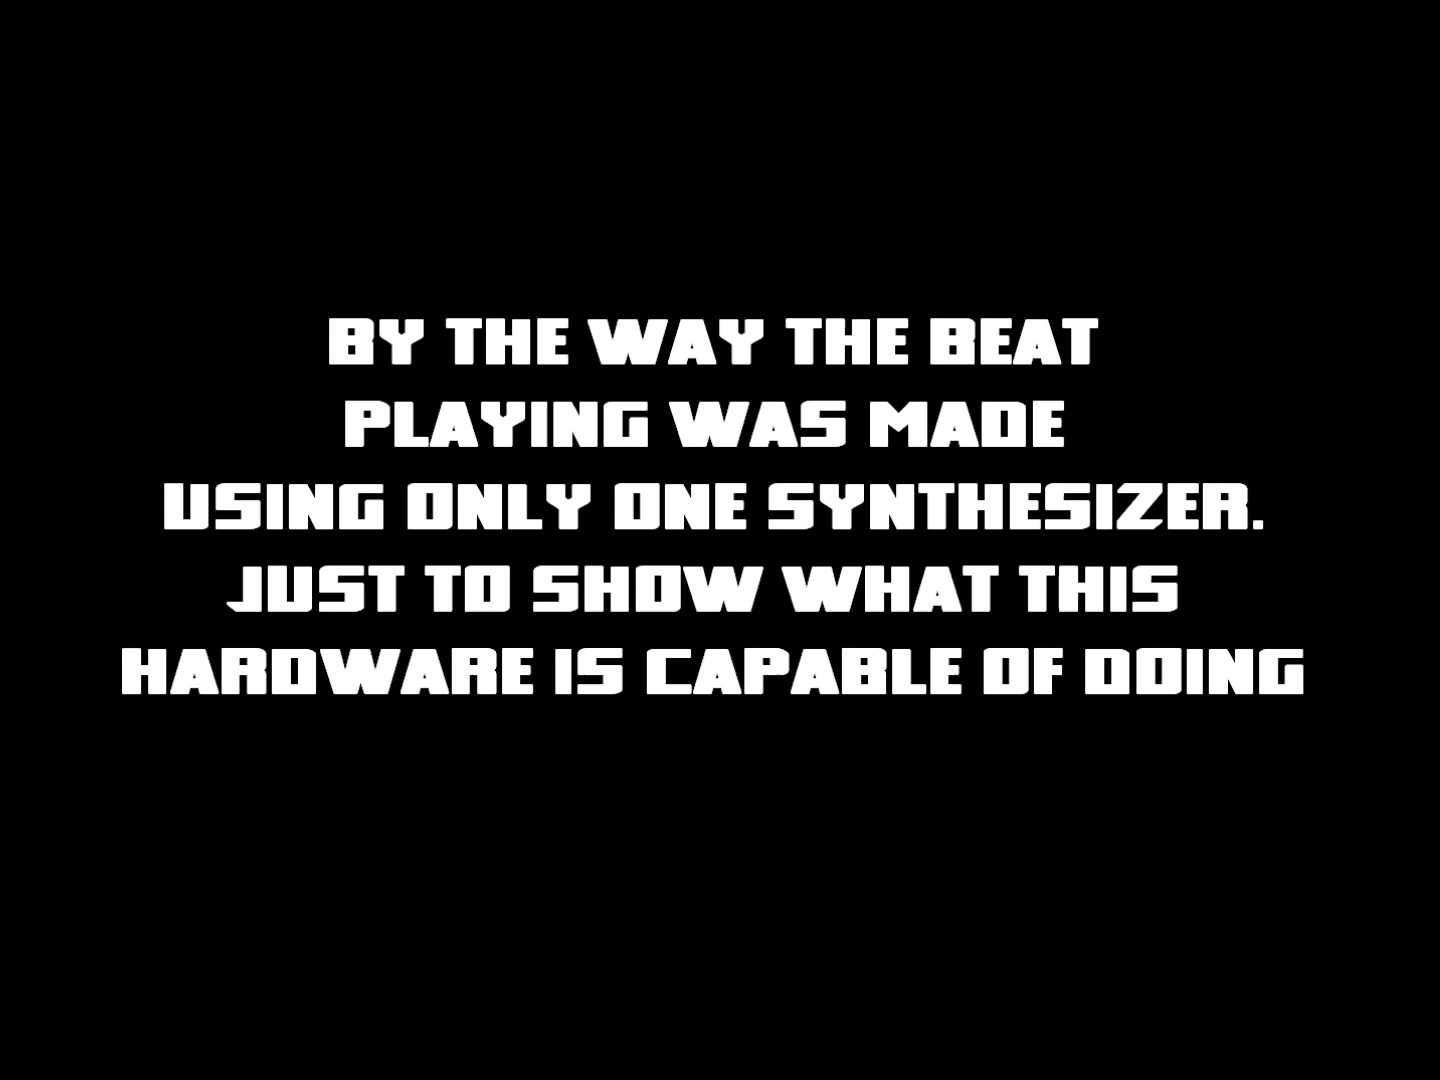 BY THE WAY THE BEAT
PLAYING WAS MADE
USING ONLY ONE SYNTHESIZER.
JUST TO SHOW WHAT THIS
HARDWARE IS CAPABLE OF DOING